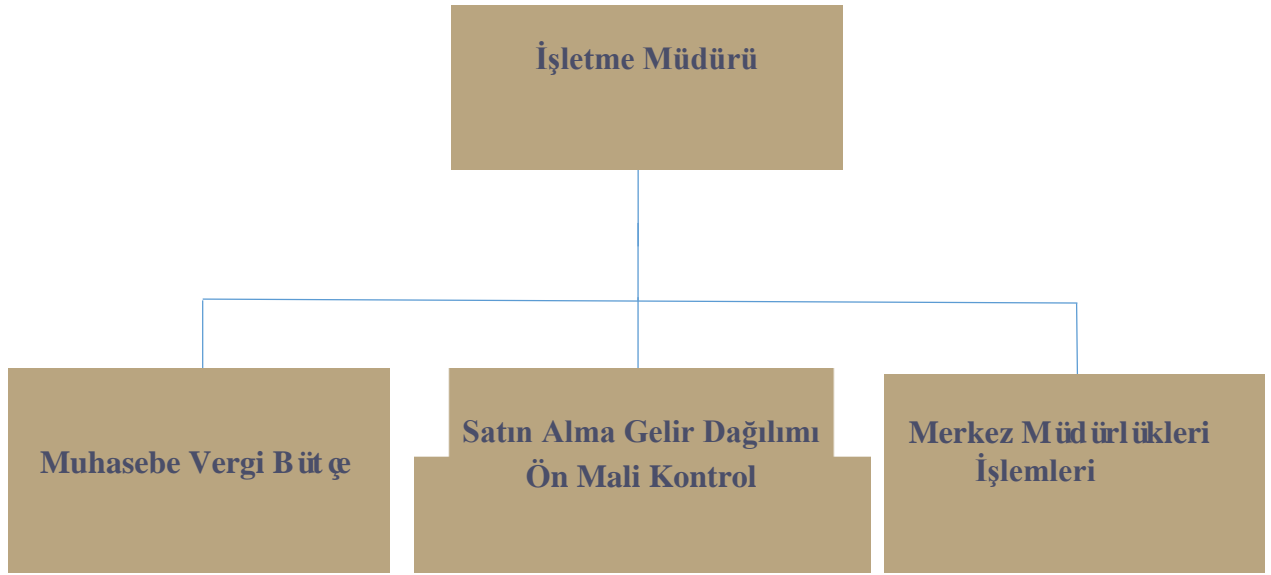 İşletme Müdürü
Muhasebe Vergi Bütçe
Satın Alma Gelir Dağılımı
Ön Mali Kontrol
Merkez Müdürlükleri
İşlemleri